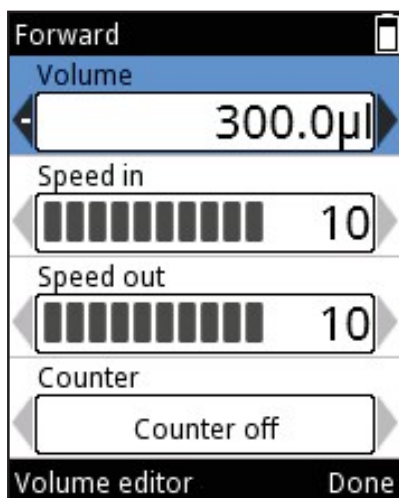 Forward
Volume
- 300.0µl
Speed in
10
Speed out
10
Counter
Counter off
Volume editor Done